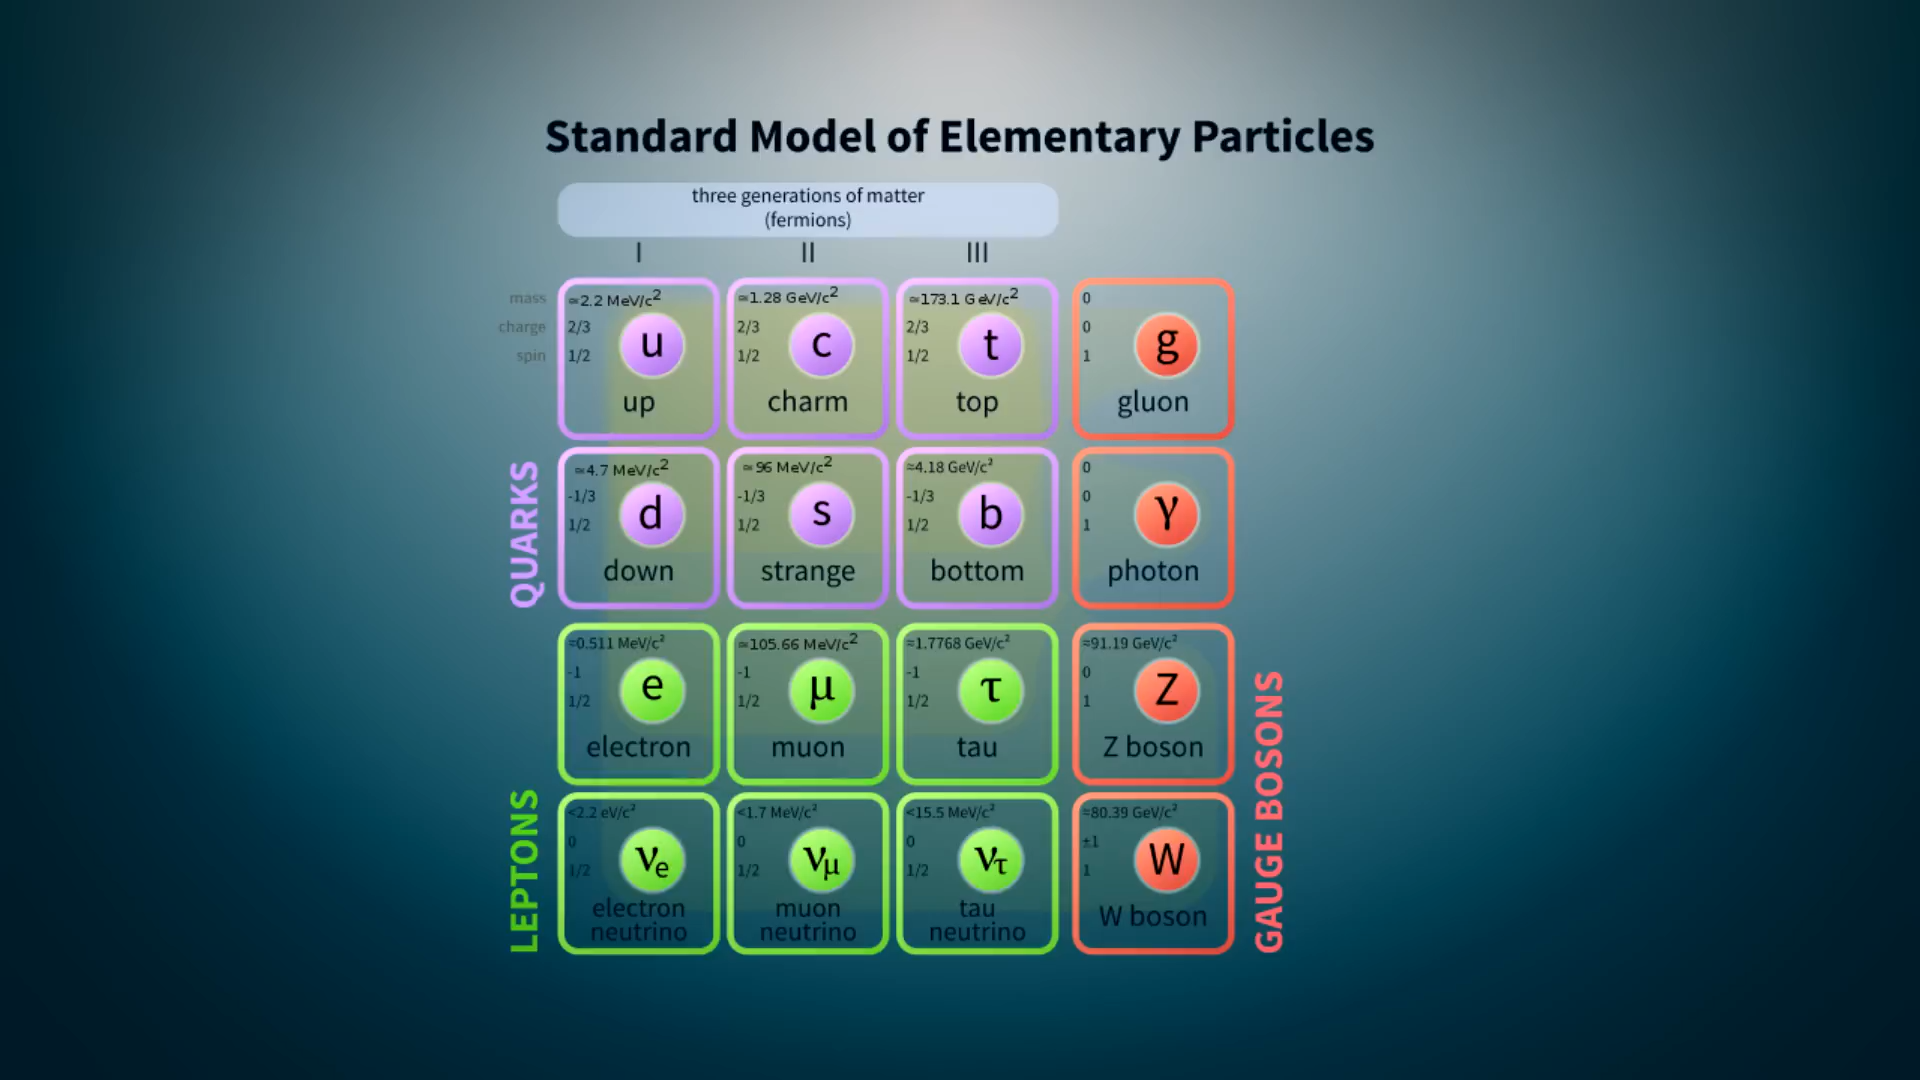 Standard Model of Elementary Particles
three generations of matter
(fermions)
I II III
mass
charge
spin
≃2.2 MeV/c²
2/3
1/2
u
up
≃1.28 GeV/c²
2/3
1/2
c
charm
≃173.1 GeV/c²
2/3
1/2
t
top
0
0
1
g
gluon
QUARKS
≃4.7 MeV/c²
-1/3
1/2
d
down
≃96 MeV/c²
-1/3
1/2
s
strange
≃4.18 GeV/c²
-1/3
1/2
b
bottom
0
0
1
γ
photon
LEPTONS
≃0.511 MeV/c²
-1
1/2
e
electron
≃105.66 MeV/c²
-1
1/2
μ
muon
≃1.7768 GeV/c²
-1
1/2
τ
tau
≃91.19 GeV/c²
0
1
Z
Z boson
<2.2 eV/c²
0
1/2
νe
electron
neutrino
<1.7 MeV/c²
0
1/2
νμ
muon
neutrino
<15.5 MeV/c²
0
1/2
ντ
tau
neutrino
≃80.39 GeV/c²
±1
1
W
W boson
GAUGE BOSONS